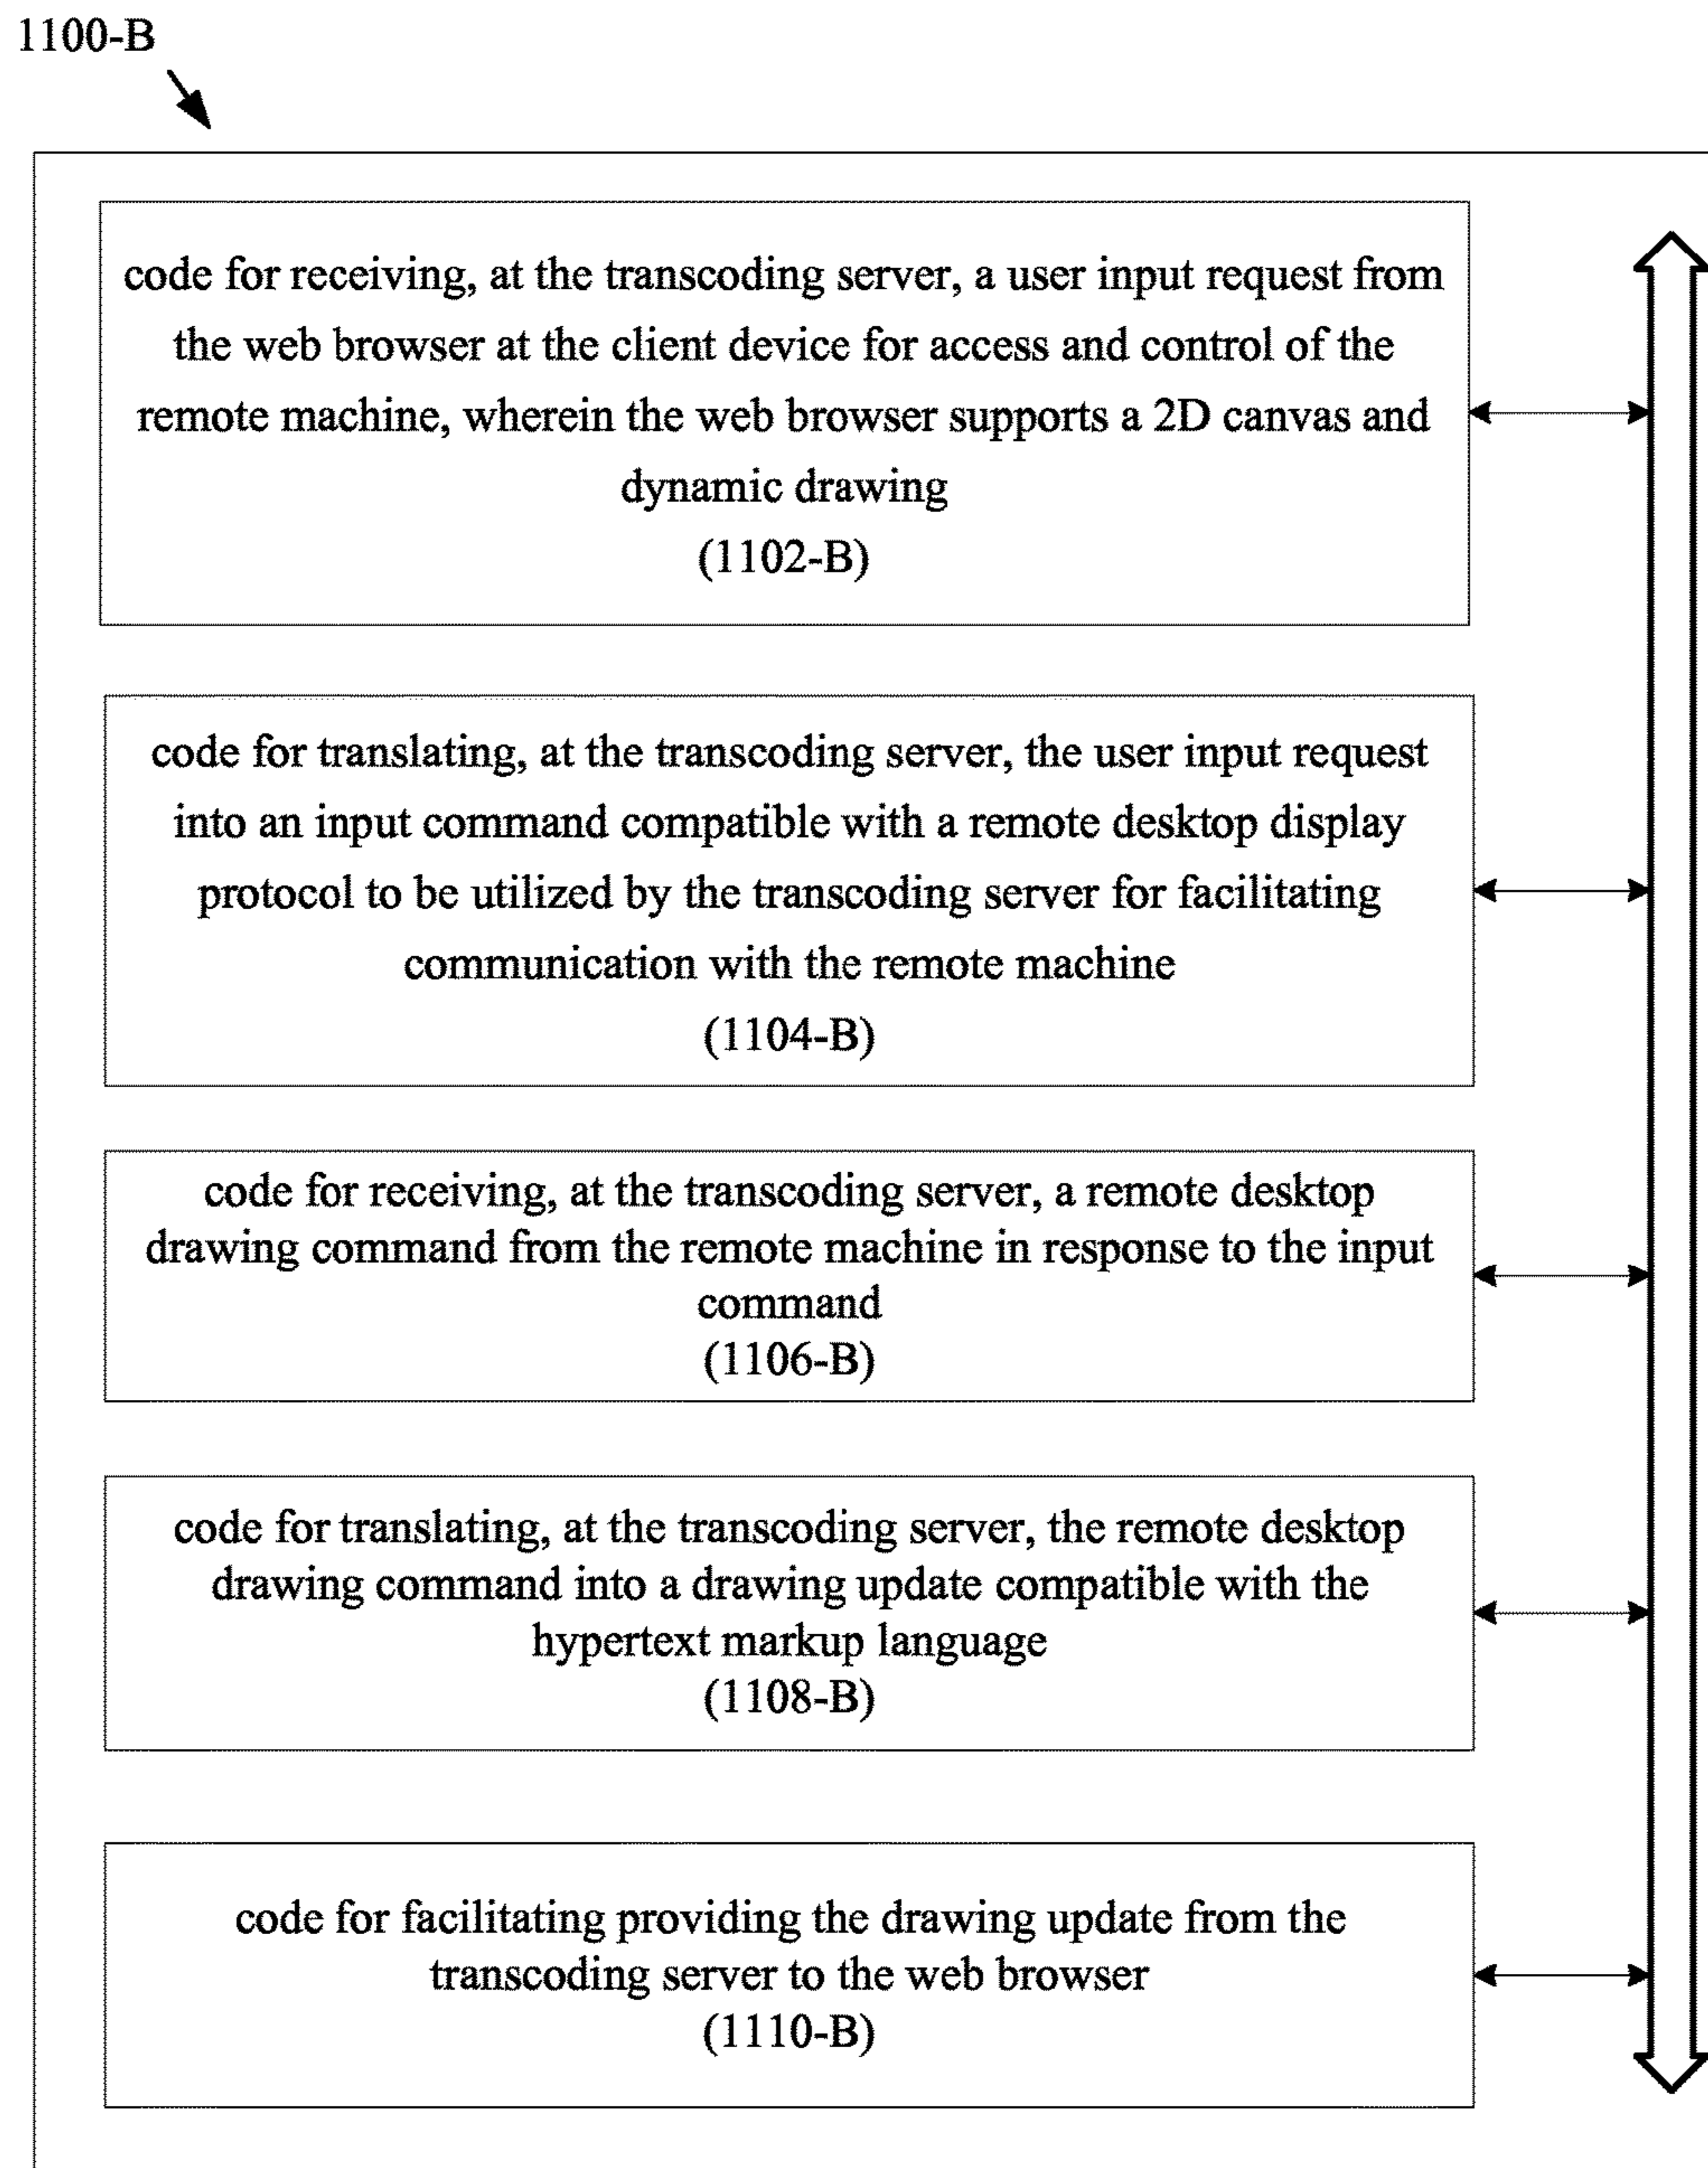 1100-B
code for receiving, at the transcoding server, a user input request from
the web browser at the client device for access and control of the
remote machine, wherein the web browser supports a 2D canvas and
dynamic drawing
(1102-B)
code for translating, at the transcoding server, the user input request
into an input command compatible with a remote desktop display
protocol to be utilized by the transcoding server for facilitating
communication with the remote machine
(1104-B)
code for receiving, at the transcoding server, a remote desktop
drawing command from the remote machine in response to the input
command
(1106-B)
code for translating, at the transcoding server, the remote desktop
drawing command into a drawing update compatible with the
hypertext markup language
(1108-B)
code for facilitating providing the drawing update from the
transcoding server to the web browser
(1110-B)